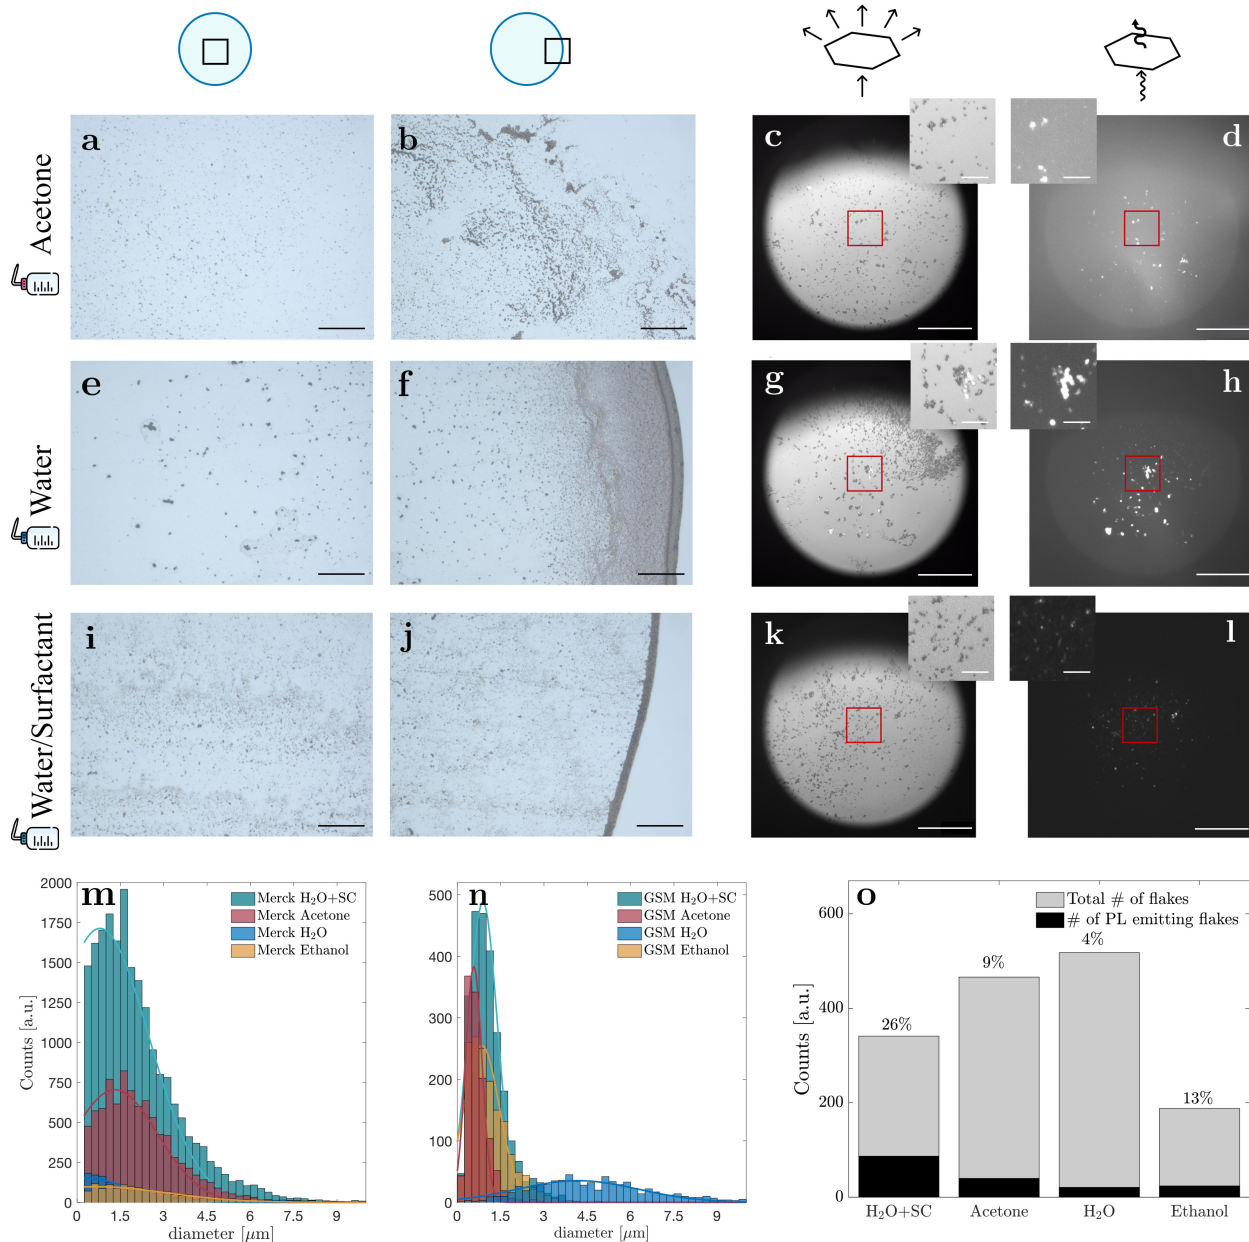 Acetone
a
b
c
d
Water
e
f
g
h
Water/Surfactant
i
j
k
l
m
2000
1750
1500
1250
1000
750
500
250
0
Counts [a.u.]
Merck H₂O+SC
Merck Acetone
Merck H₂O
Merck Ethanol
0 1.5 3 4.5 6 7.5 9
diameter [μm]
n
500
400
300
200
100
0
GSM H₂O+SC
GSM Acetone
GSM H₂O
GSM Ethanol
0 1.5 3 4.5 6 7.5 9
diameter [μm]
o
600
400
200
0
Counts [a.u.]
Total # of flakes
# of PL emitting flakes
26%
9%
4%
13%
H₂O+SC Acetone H₂O Ethanol